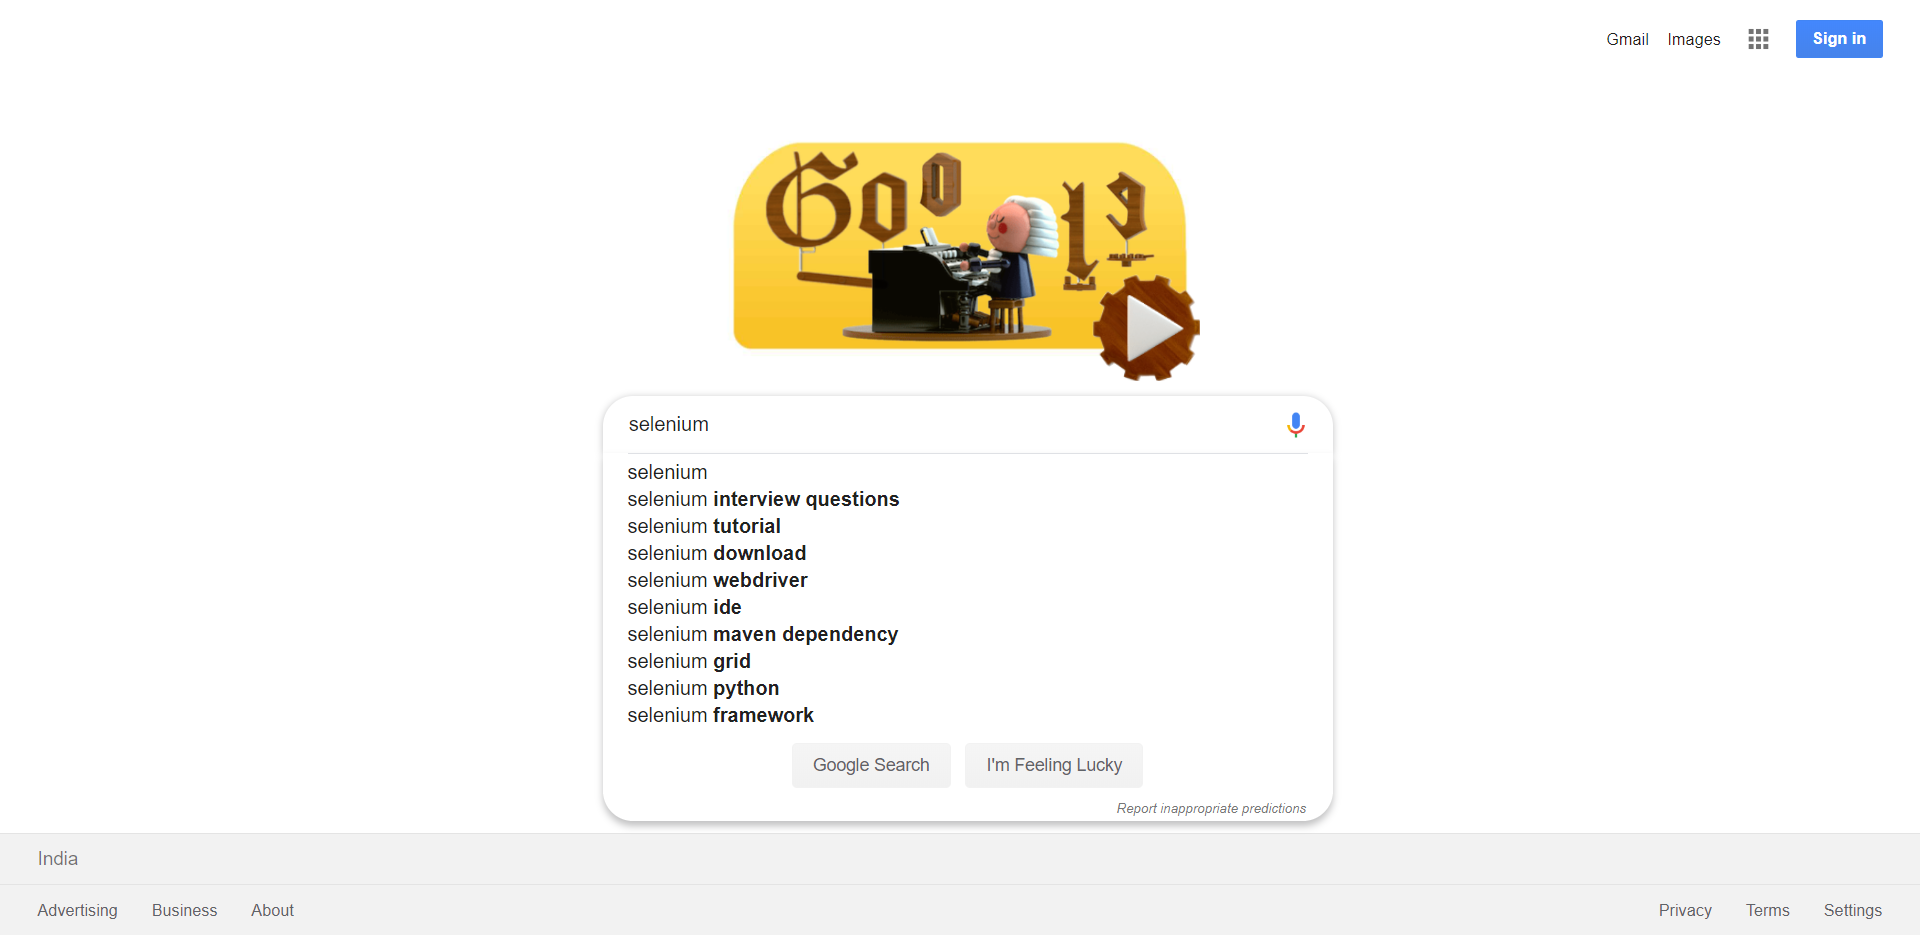 Gmail Images Sign in
Google
selenium
selenium
selenium interview questions
selenium tutorial
selenium download
selenium webdriver
selenium ide
selenium maven dependency
selenium grid
selenium python
selenium framework
Google Search I'm Feeling Lucky
Report inappropriate predictions
India
Advertising Business About Privacy Terms Settings